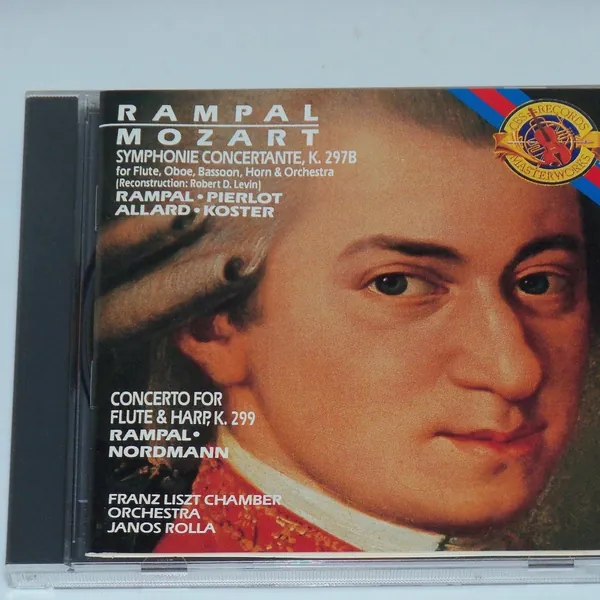 RAMPAL
MOZART
SYMPHONIE CONCERTANTE, K. 297B
for Flute, Oboe, Bassoon, Horn & Orchestra
(Reconstruction: Robert D. Levin)
RAMPAL • PIERLOT
ALLARD • KOSTER
CBS RECORDS
MASTERWORKS
CONCERTO FOR
FLUTE & HARP, K. 299
RAMPAL •
NORDMANN
FRANZ LISZT CHAMBER
ORCHESTRA
JANOS ROLLA